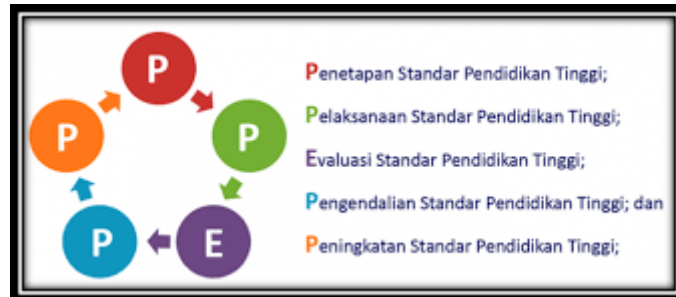 P
P
E
P
P
Penetapan Standar Pendidikan Tinggi;
Pelaksanaan Standar Pendidikan Tinggi;
Evaluasi Standar Pendidikan Tinggi;
Pengendalian Standar Pendidikan Tinggi; dan
Peningkatan Standar Pendidikan Tinggi;